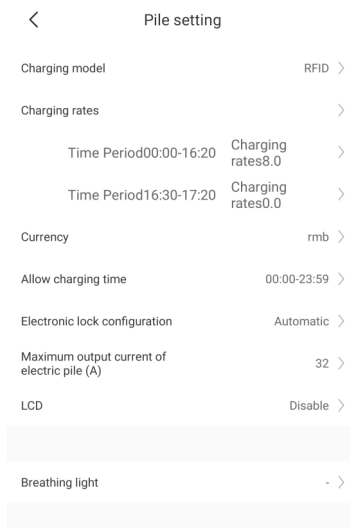 Pile setting
Charging model RFID
Charging rates
Time Period00:00-16:20 Charging
rates8.0
Time Period16:30-17:20 Charging
rates0.0
Currency rmb
Allow charging time 00:00-23:59
Electronic lock configuration Automatic
Maximum output current of
electric pile (A) 32
LCD Disable
Breathing light -